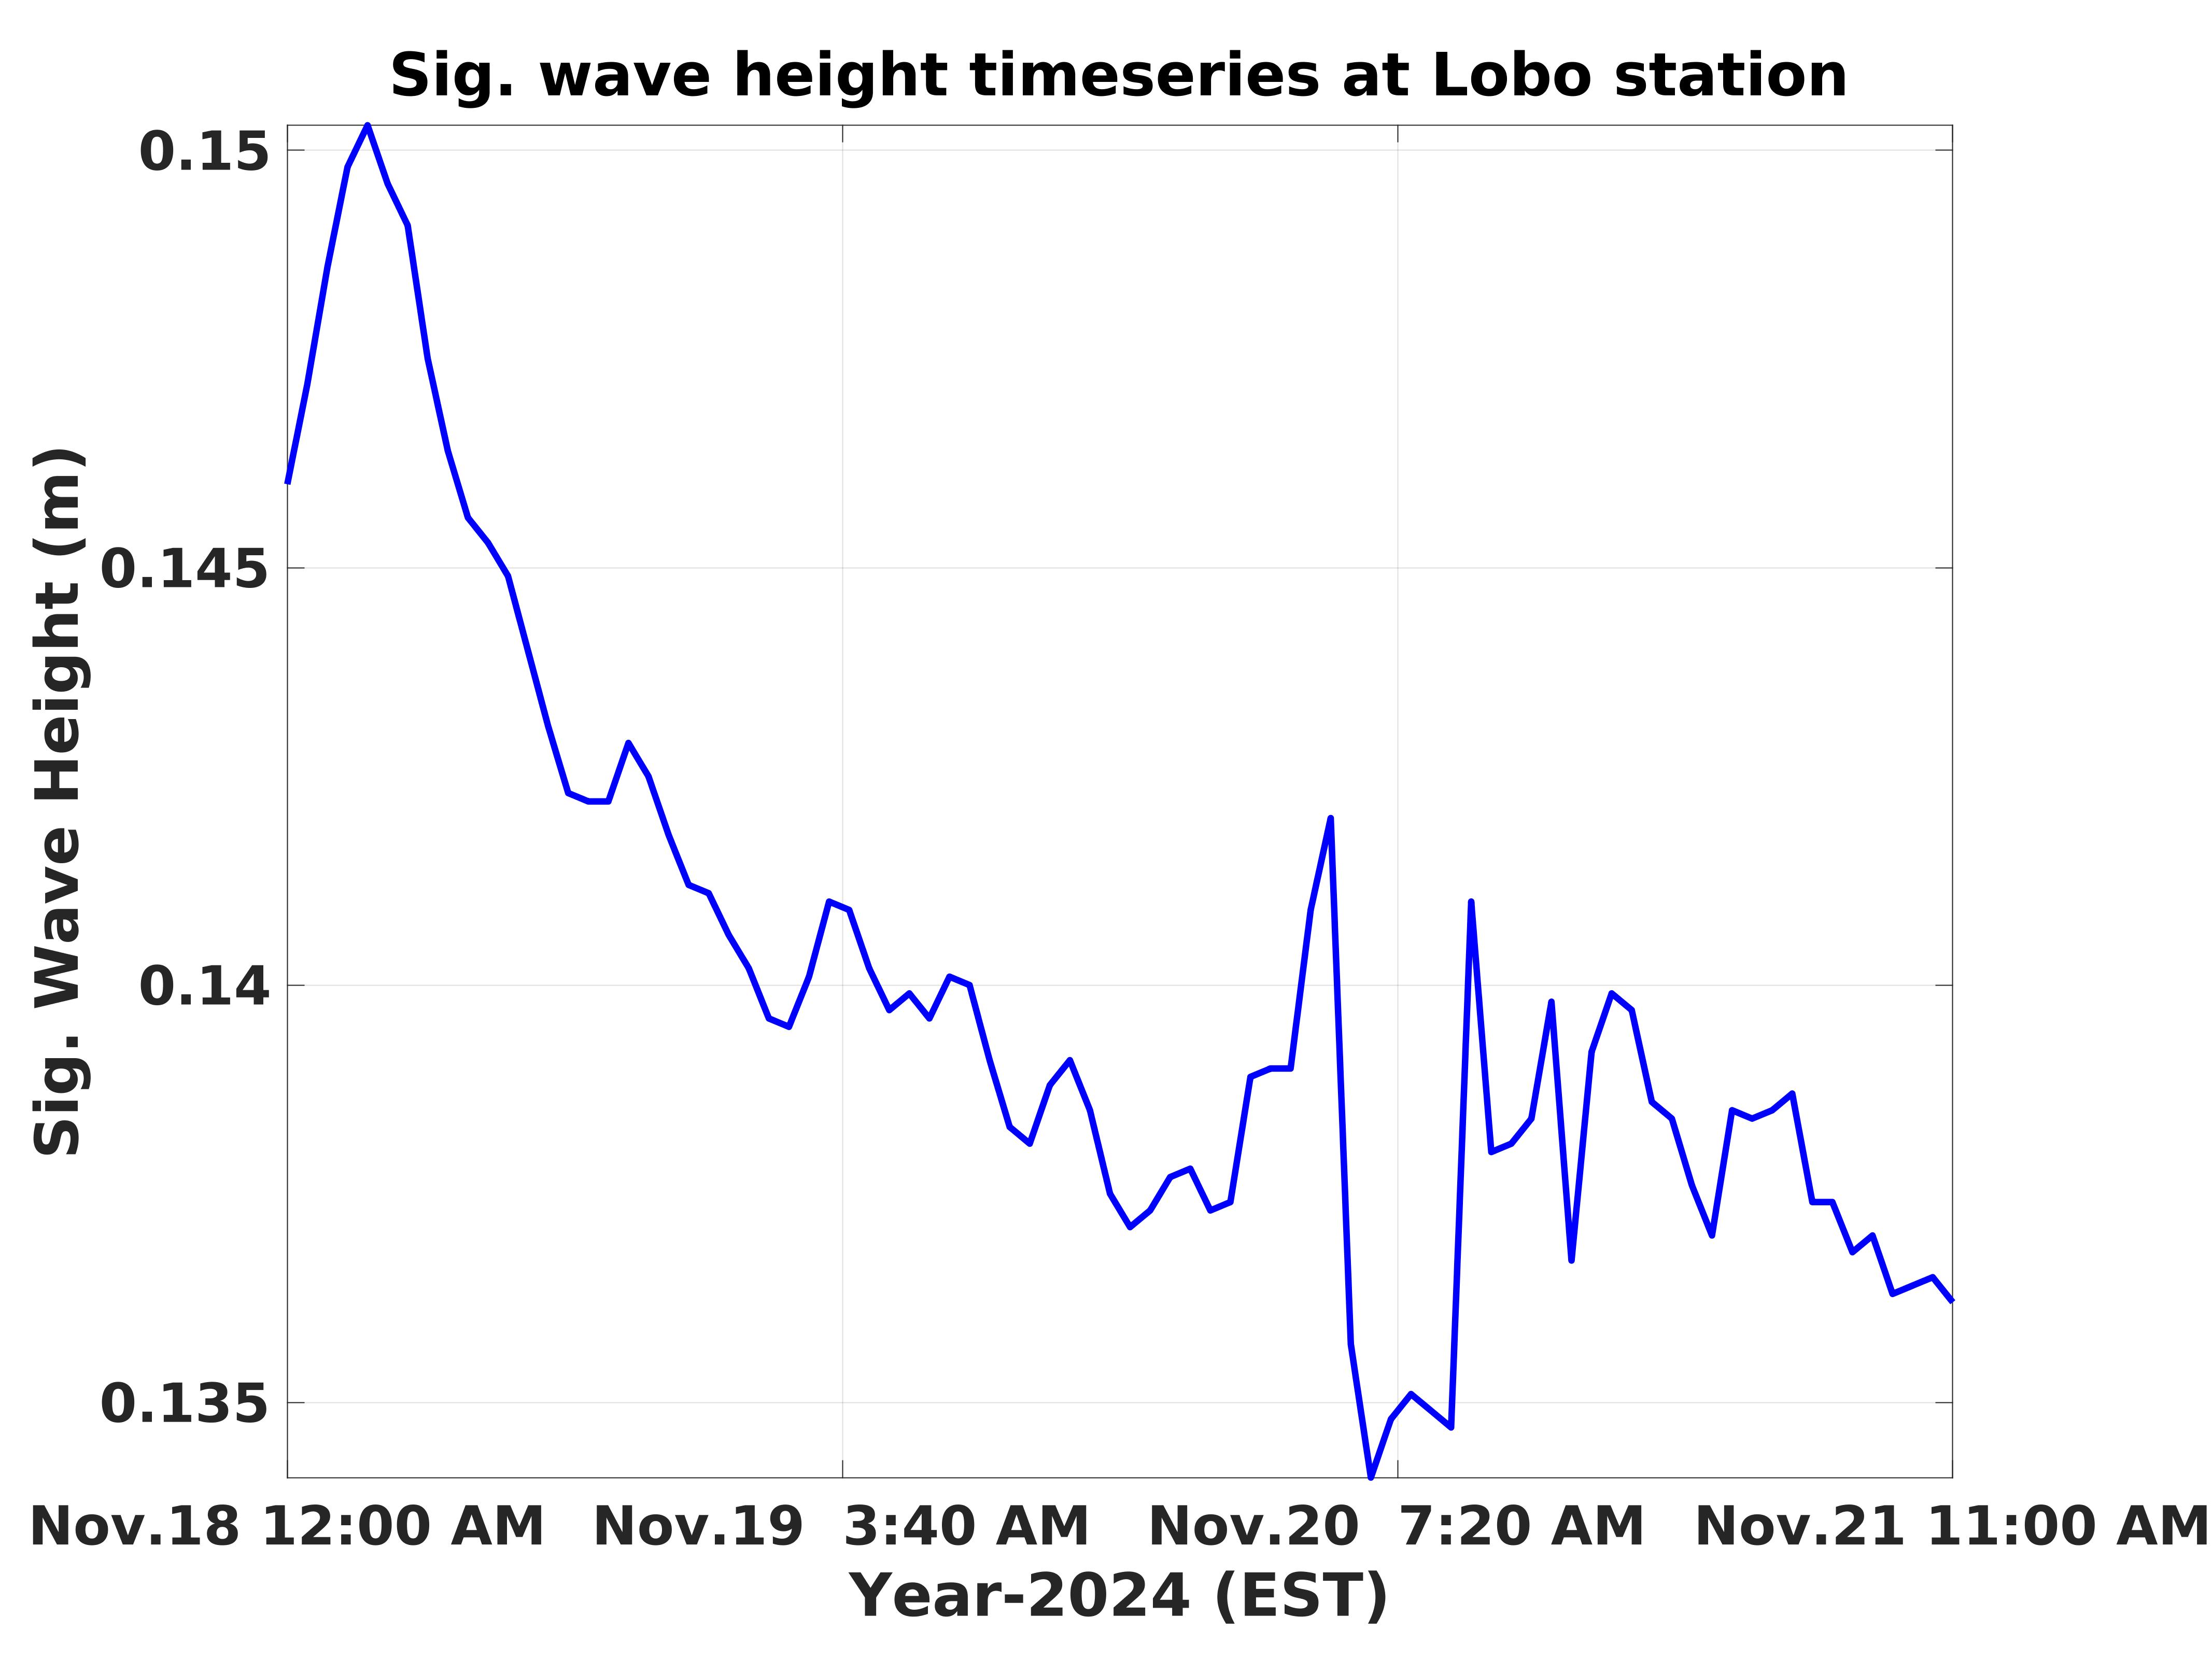 Sig. wave height timeseries at Lobo station
0.15
0.145
0.14
0.135
Sig. Wave Height (m)
Nov.18 12:00 AM Nov.19 3:40 AM Nov.20 7:20 AM Nov.21 11:00 AM
Year-2024 (EST)